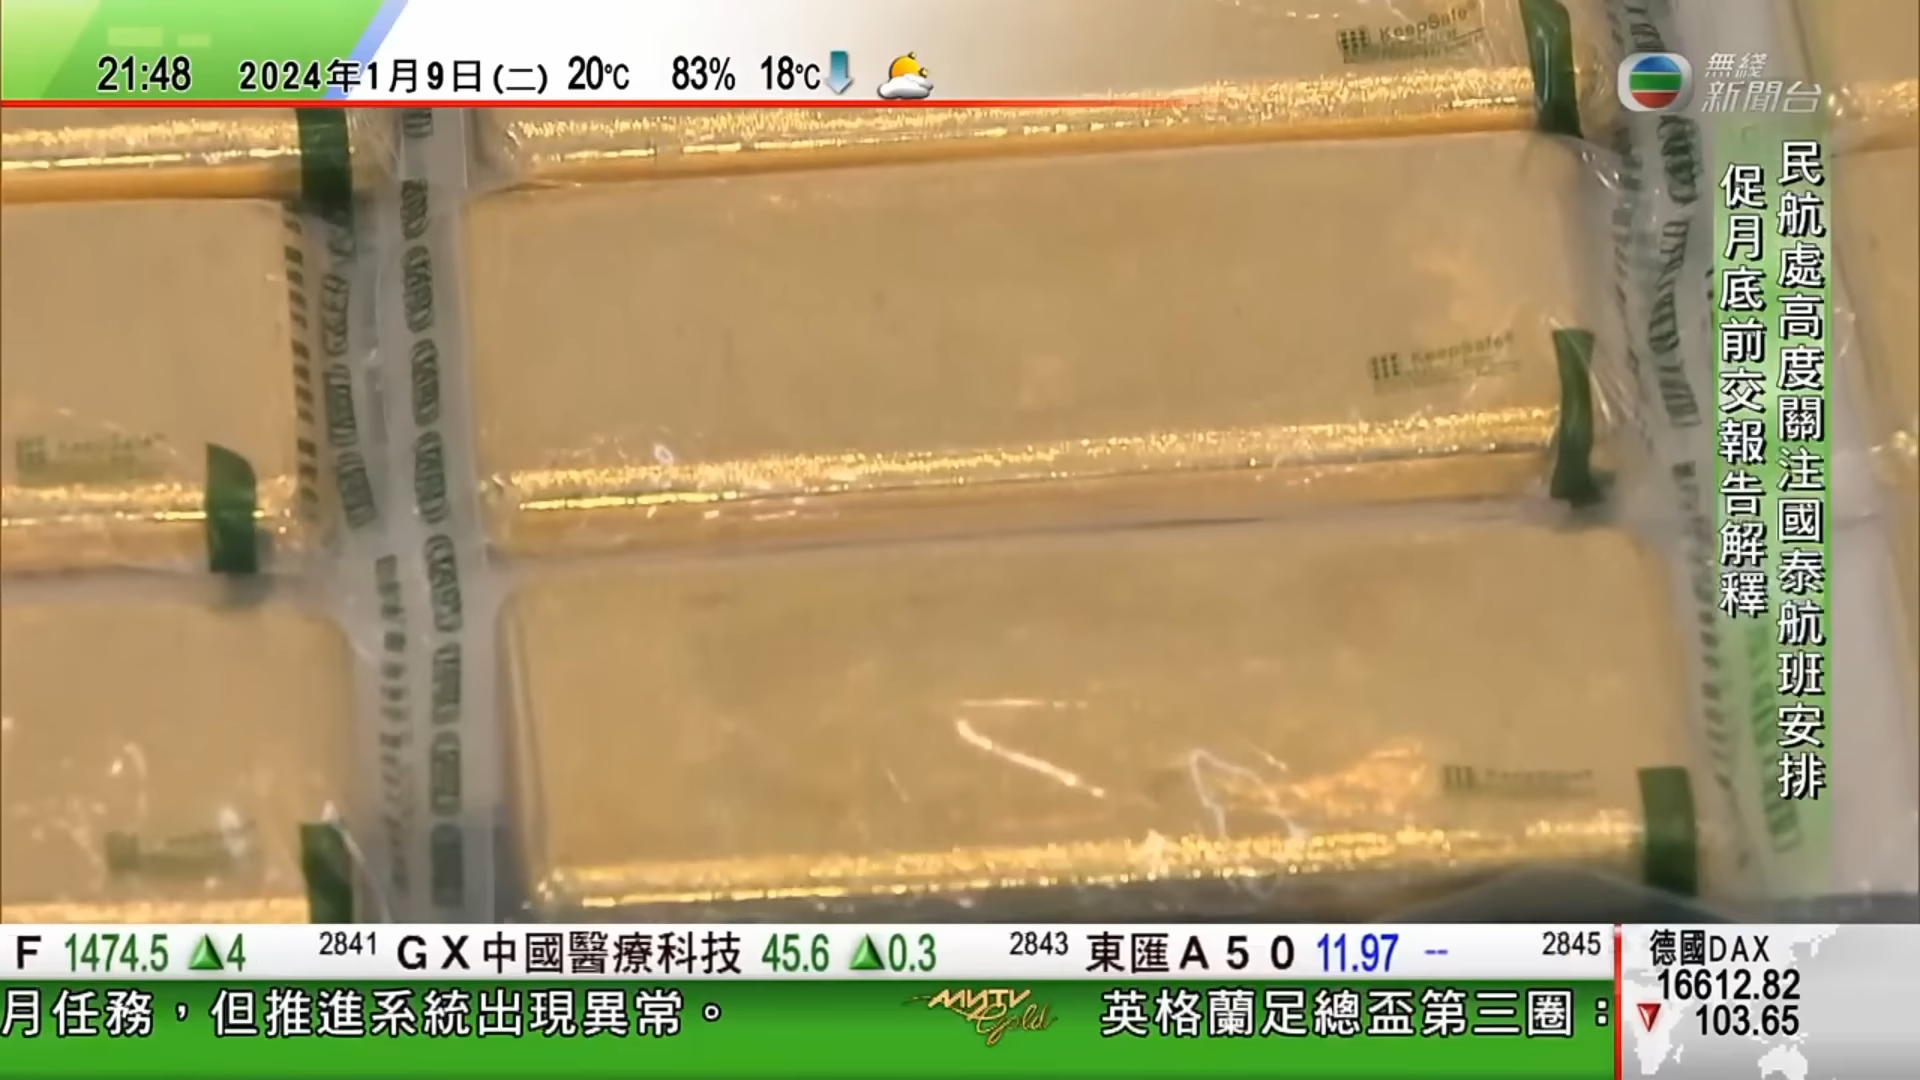 21:48 2024年1月9日(二) 20℃ 83% 18℃
無綫
新聞台
民航處高度關注國泰航班安排
促月底前交報告解釋
KeepSafe
KeepSafe
F 1474.5 ▲4 2841 GX中國醫療科技 45.6 ▲0.3 2843 東匯A50 11.97 -- 2845
月任務，但推進系統出現異常。 MYTV Gold 英格蘭足總盃第三圈：
德國DAX
16612.82
▼ 103.65